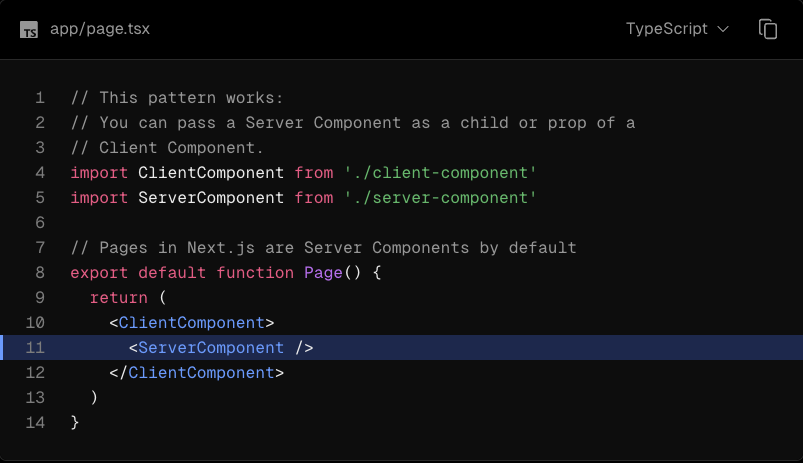 TS app/page.tsx TypeScript
1 // This pattern works:
2 // You can pass a Server Component as a child or prop of a
3 // Client Component.
4 import ClientComponent from './client-component'
5 import ServerComponent from './server-component'
6
7 // Pages in Next.js are Server Components by default
8 export default function Page() {
9   return (
10     <ClientComponent>
11       <ServerComponent />
12     </ClientComponent>
13   )
14 }